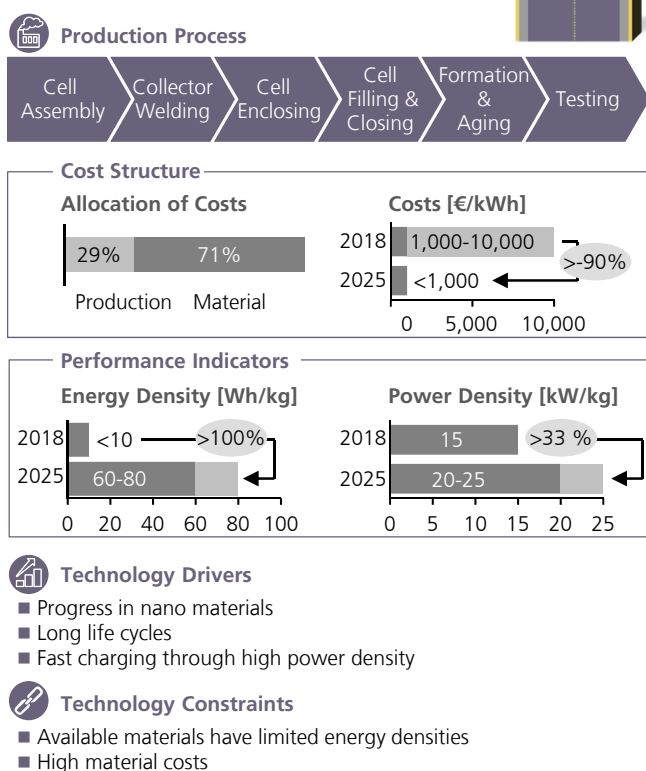 Production Process
Cell Assembly
Collector Welding
Cell Enclosing
Cell Filling & Closing
Formation & Aging
Testing
Cost Structure
Allocation of Costs
29%
71%
Production Material
Costs [€/kWh]
2018 1,000-10,000
>-90%
2025 <1,000
0 5,000 10,000
Performance Indicators
Energy Density [Wh/kg]
2018 <10 >100%
2025 60-80
0 20 40 60 80 100
Power Density [kW/kg]
2018 15 >33 %
2025 20-25
0 5 10 15 20 25
Technology Drivers
■ Progress in nano materials
■ Long life cycles
■ Fast charging through high power density
Technology Constraints
■ Available materials have limited energy densities
■ High material costs